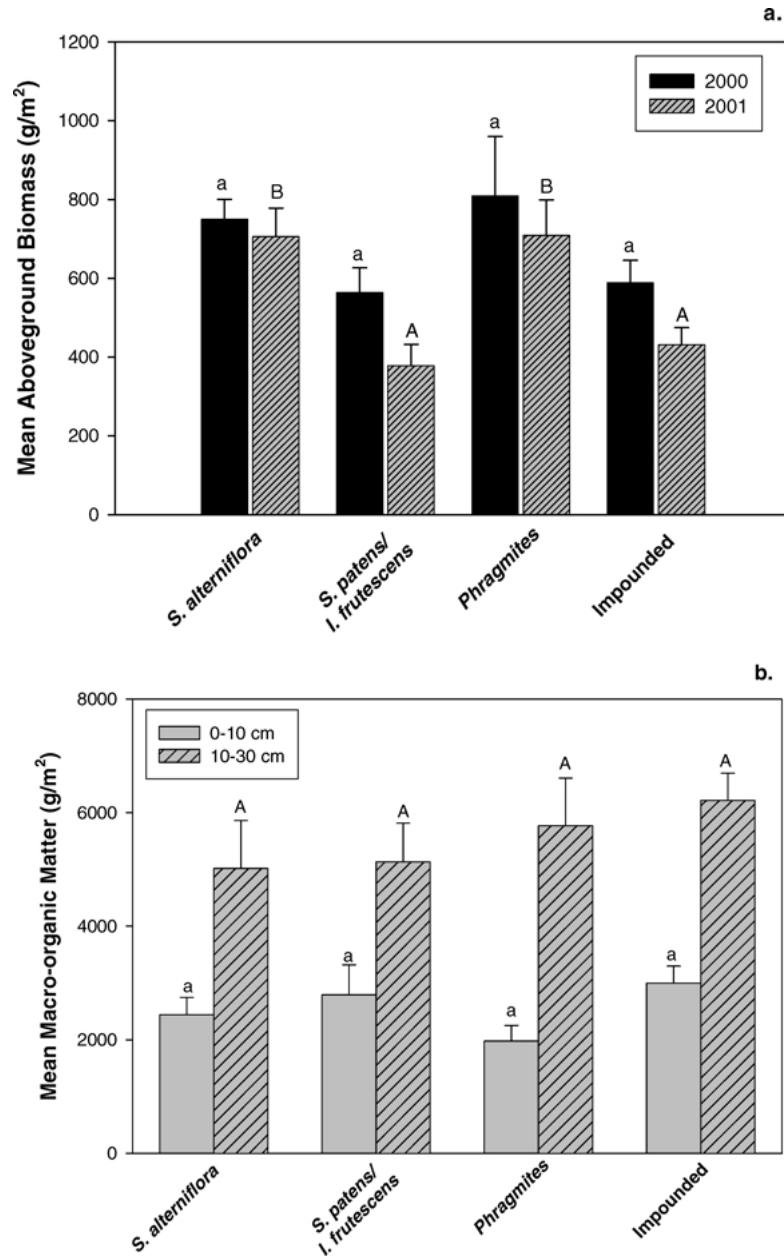 a.
1200
1000
800
600
400
200
0
Mean Aboveground Biomass (g/m²)
2000
2001
a
B
a
A
a
B
a
A
S. alterniflora
S. patens/
I. frutescens
Phragmites
Impounded
b.
8000
6000
4000
2000
0
Mean Macro-organic Matter (g/m²)
0-10 cm
10-30 cm
a
A
a
A
a
A
a
A
S. alterniflora
S. patens/
I. frutescens
Phragmites
Impounded